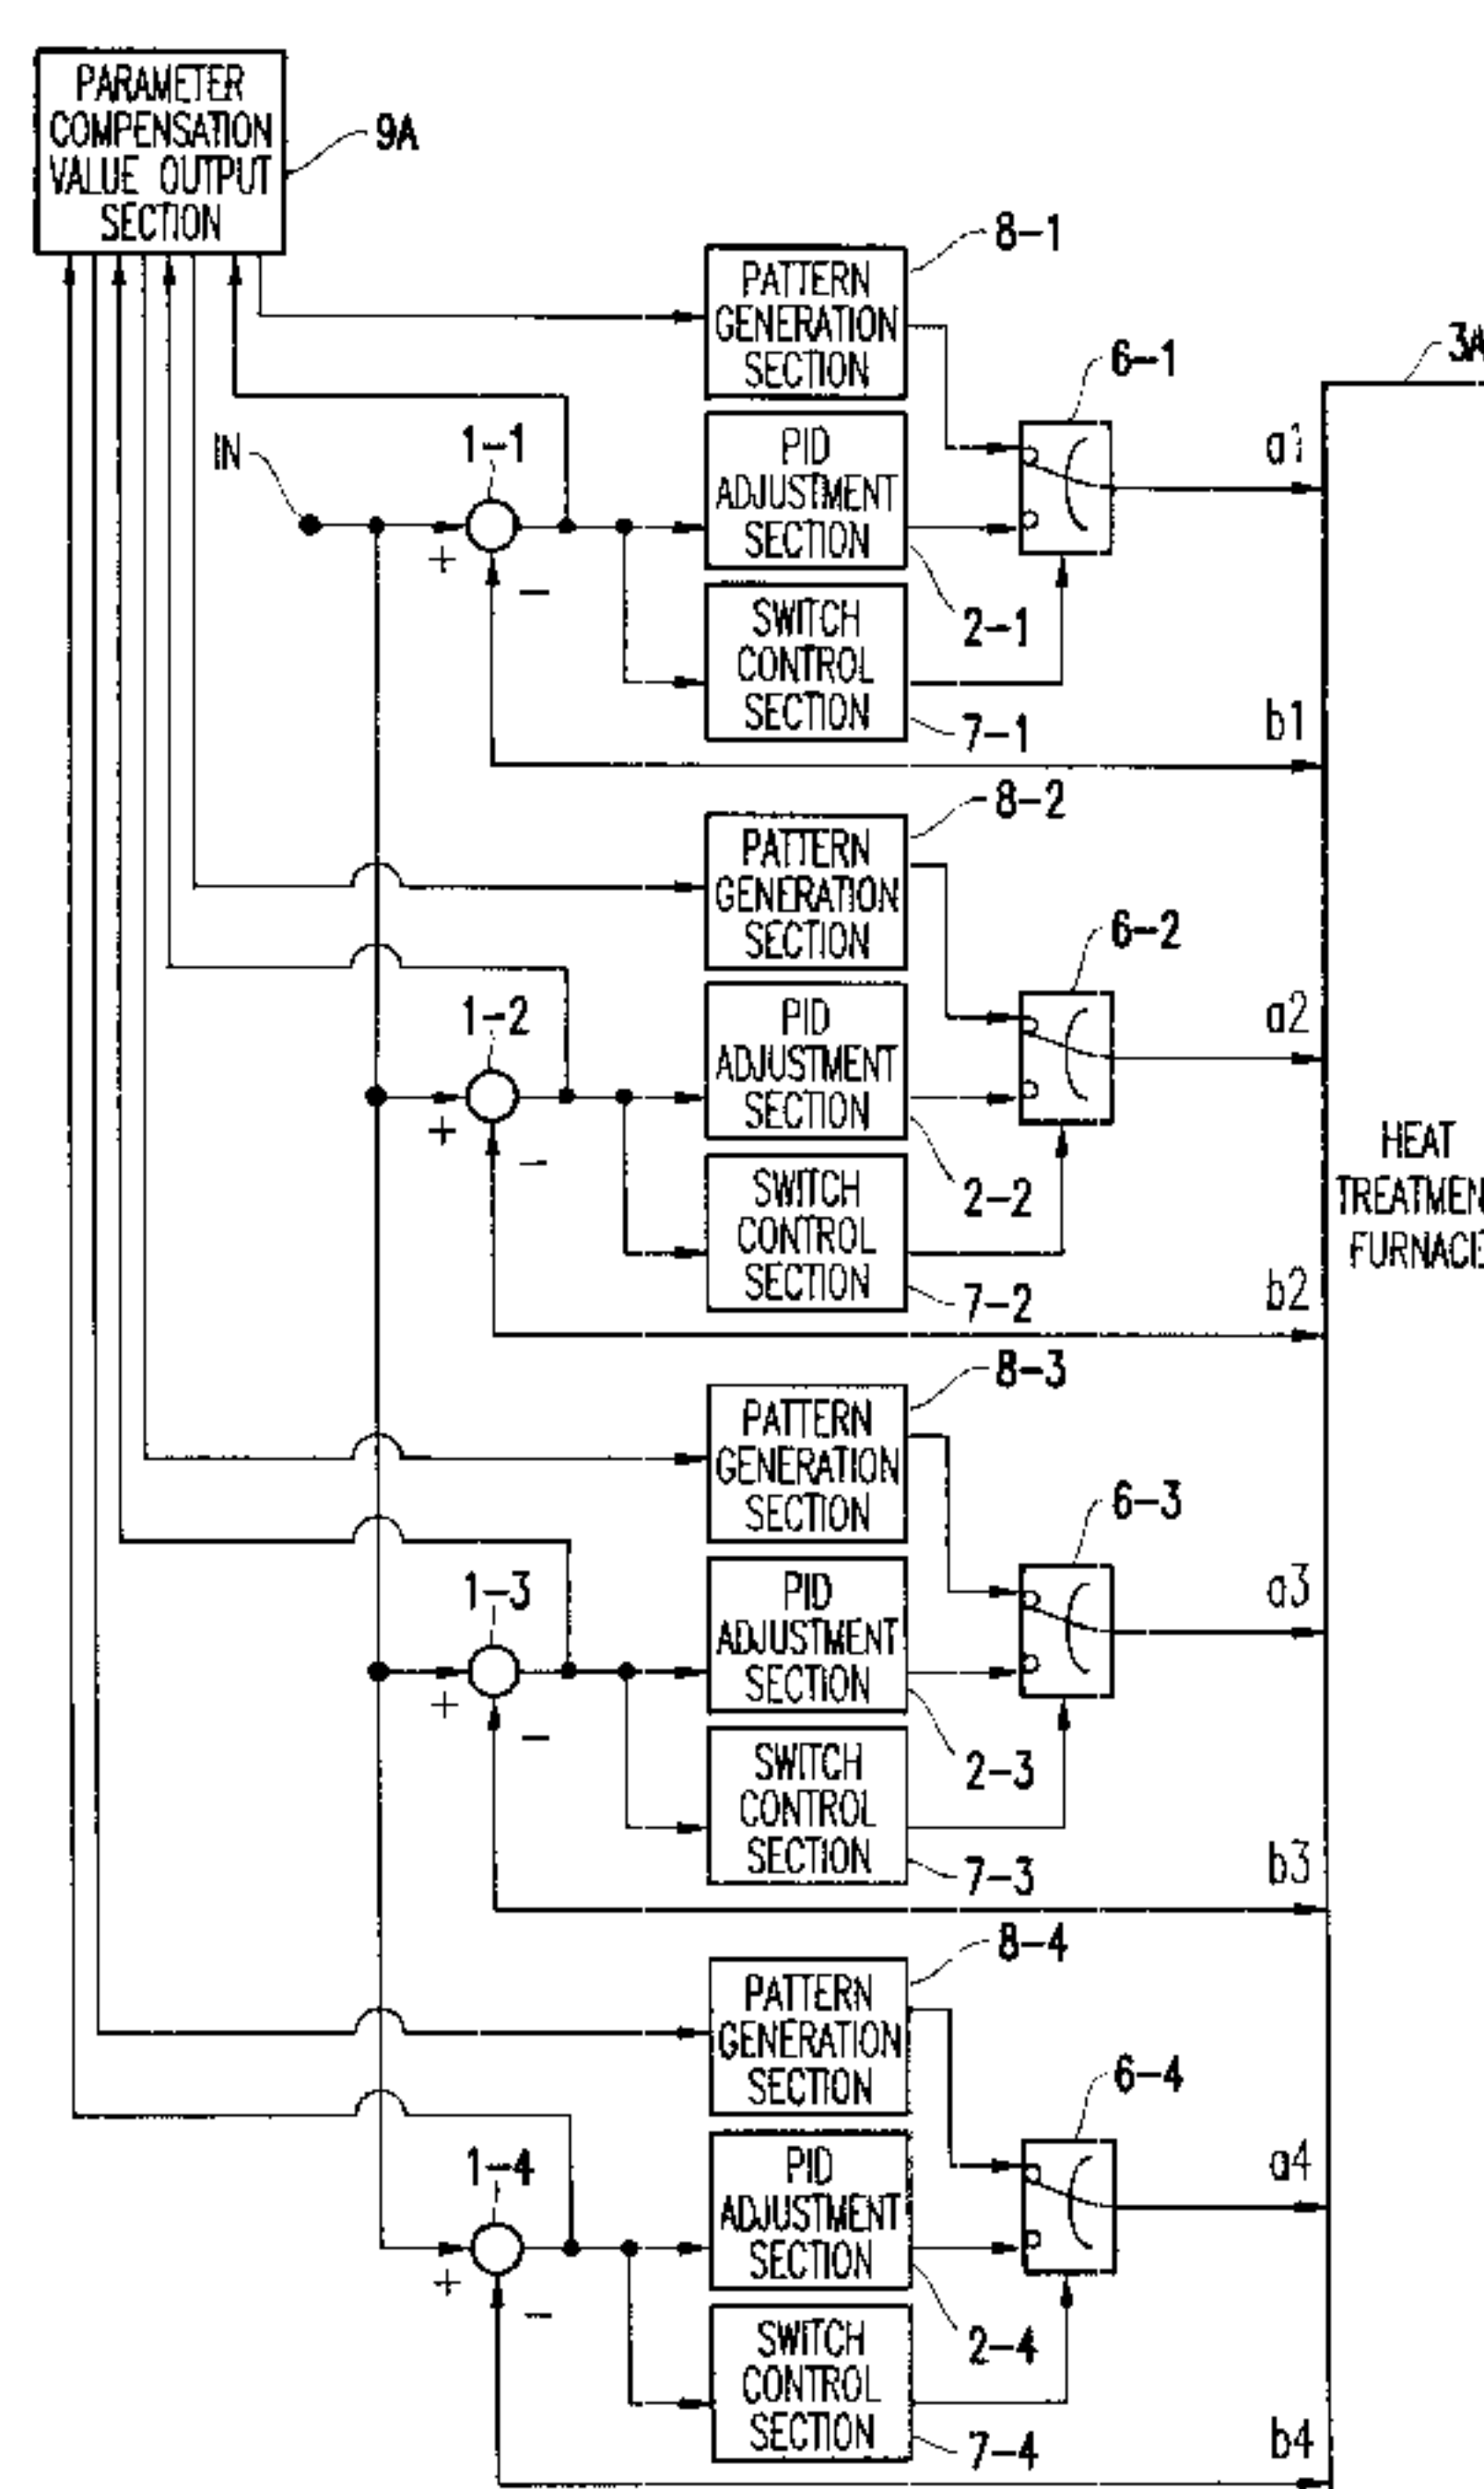 PARAMETER
COMPENSATION
VALUE OUTPUT
SECTION
9A
8-1
PATTERN
GENERATION
SECTION
6-1
3A
IN
1-1
+
−
PID
ADJUSTMENT
SECTION
2-1
a1
SWITCH
CONTROL
SECTION
7-1
b1
8-2
PATTERN
GENERATION
SECTION
6-2
1-2
+
−
PID
ADJUSTMENT
SECTION
2-2
a2
SWITCH
CONTROL
SECTION
7-2
b2
HEAT
TREATMEN
FURNACE
8-3
PATTERN
GENERATION
SECTION
6-3
1-3
+
−
PID
ADJUSTMENT
SECTION
2-3
a3
SWITCH
CONTROL
SECTION
7-3
b3
8-4
PATTERN
GENERATION
SECTION
6-4
1-4
+
−
PID
ADJUSTMENT
SECTION
2-4
a4
SWITCH
CONTROL
SECTION
7-4
b4